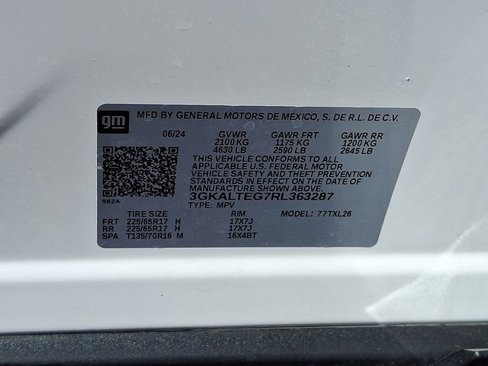 gm
MFD BY GENERAL MOTORS DE MEXICO, S. DE R.L. DE C.V.
06/24 GVWR GAWR FRT GAWR RR
2100 KG 1175 KG 1200 KG
4630 LB 2590 LB 2645 LB
THIS VEHICLE CONFORMS TO ALL
APPLICABLE U.S. FEDERAL MOTOR
VEHICLE SAFETY AND THEFT
PREVENTION STANDARDS IN
EFFECT ON THE DATE OF
MANUFACTURE SHOWN ABOVE.
9624 3GKALTEG7RL363287
TYPE: MPV
TIRE SIZE RIM MODEL: 77TXL26
FRT 225/65R17 H 17X7J
RR 225/65R17 H 17X7J
SPA T135/70R16 M 16X4BT